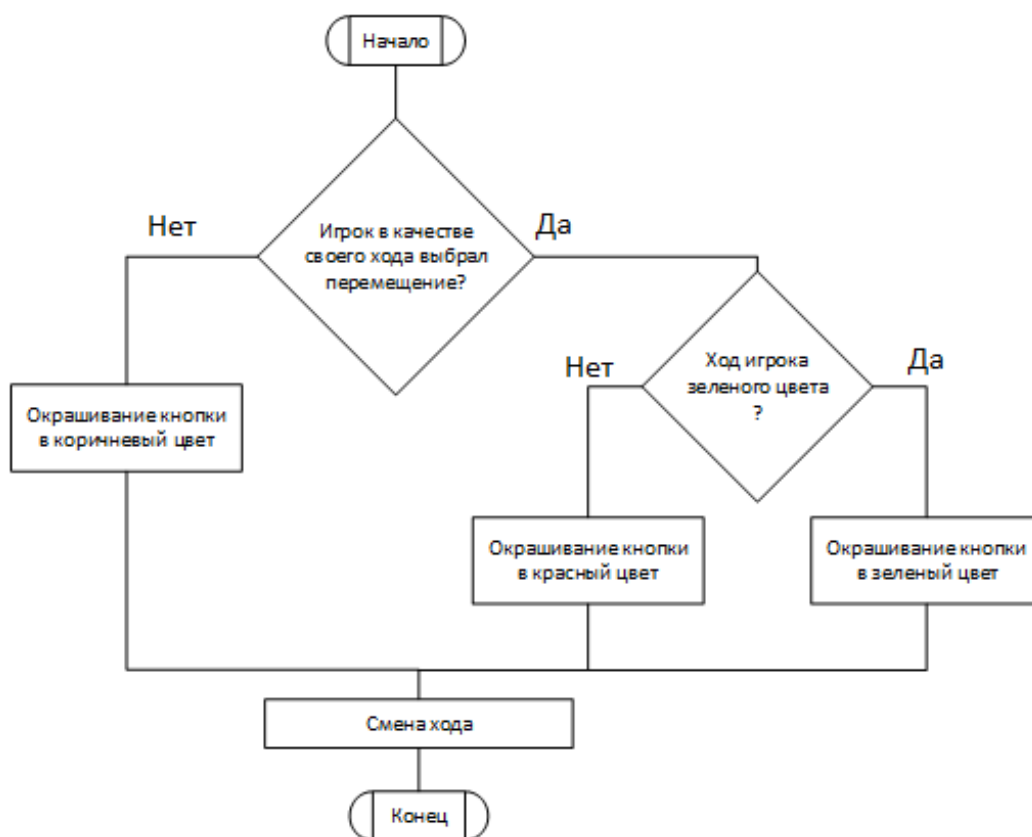 Начало
Нет
Да
Игрок в качестве
своего хода выбрал
перемещение?
Нет
Ход игрока
зеленого цвета
?
Да
Окрашивание кнопки
в коричневый цвет
Окрашивание кнопки
в красный цвет
Окрашивание кнопки
в зеленый цвет
Смена хода
Конец